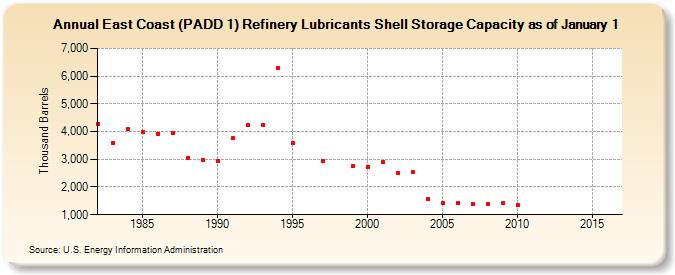 Annual East Coast (PADD 1) Refinery Lubricants Shell Storage Capacity as of January 1
Thousand Barrels
7,000
6,000
5,000
4,000
3,000
2,000
1,000
1985 1990 1995 2000 2005 2010 2015
Source: U.S. Energy Information Administration